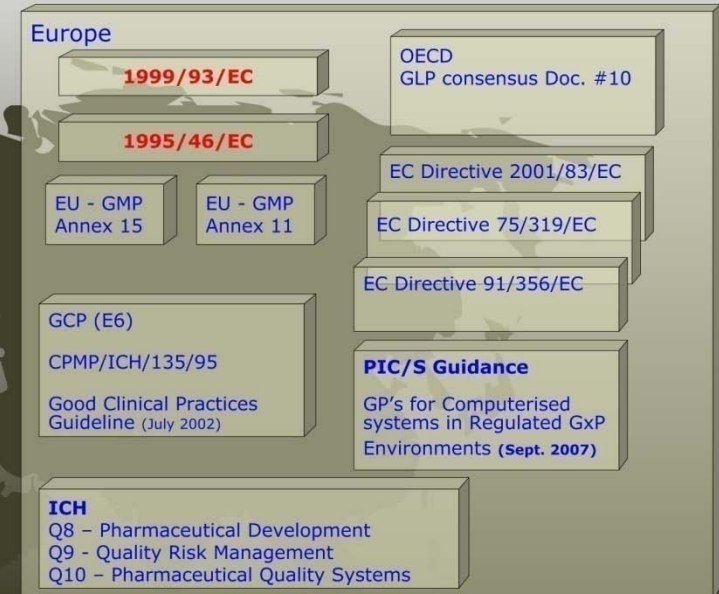 Europe
1999/93/EC
1995/46/EC
EU - GMP
Annex 15
EU - GMP
Annex 11
OECD
GLP consensus Doc. #10
EC Directive 2001/83/EC
EC Directive 75/319/EC
EC Directive 91/356/EC
GCP (E6)
CPMP/ICH/135/95
Good Clinical Practices
Guideline (July 2002)
PIC/S Guidance
GP's for Computerised
systems in Regulated GxP
Environments (Sept. 2007)
ICH
Q8 – Pharmaceutical Development
Q9 - Quality Risk Management
Q10 – Pharmaceutical Quality Systems